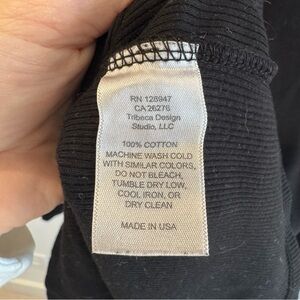 RN 128947
CA 26278
Tribeca Design
Studio, LLC
100% COTTON
MACHINE WASH COLD
WITH SIMILAR COLORS,
DO NOT BLEACH,
TUMBLE DRY LOW,
COOL IRON, OR
DRY CLEAN
MADE IN USA